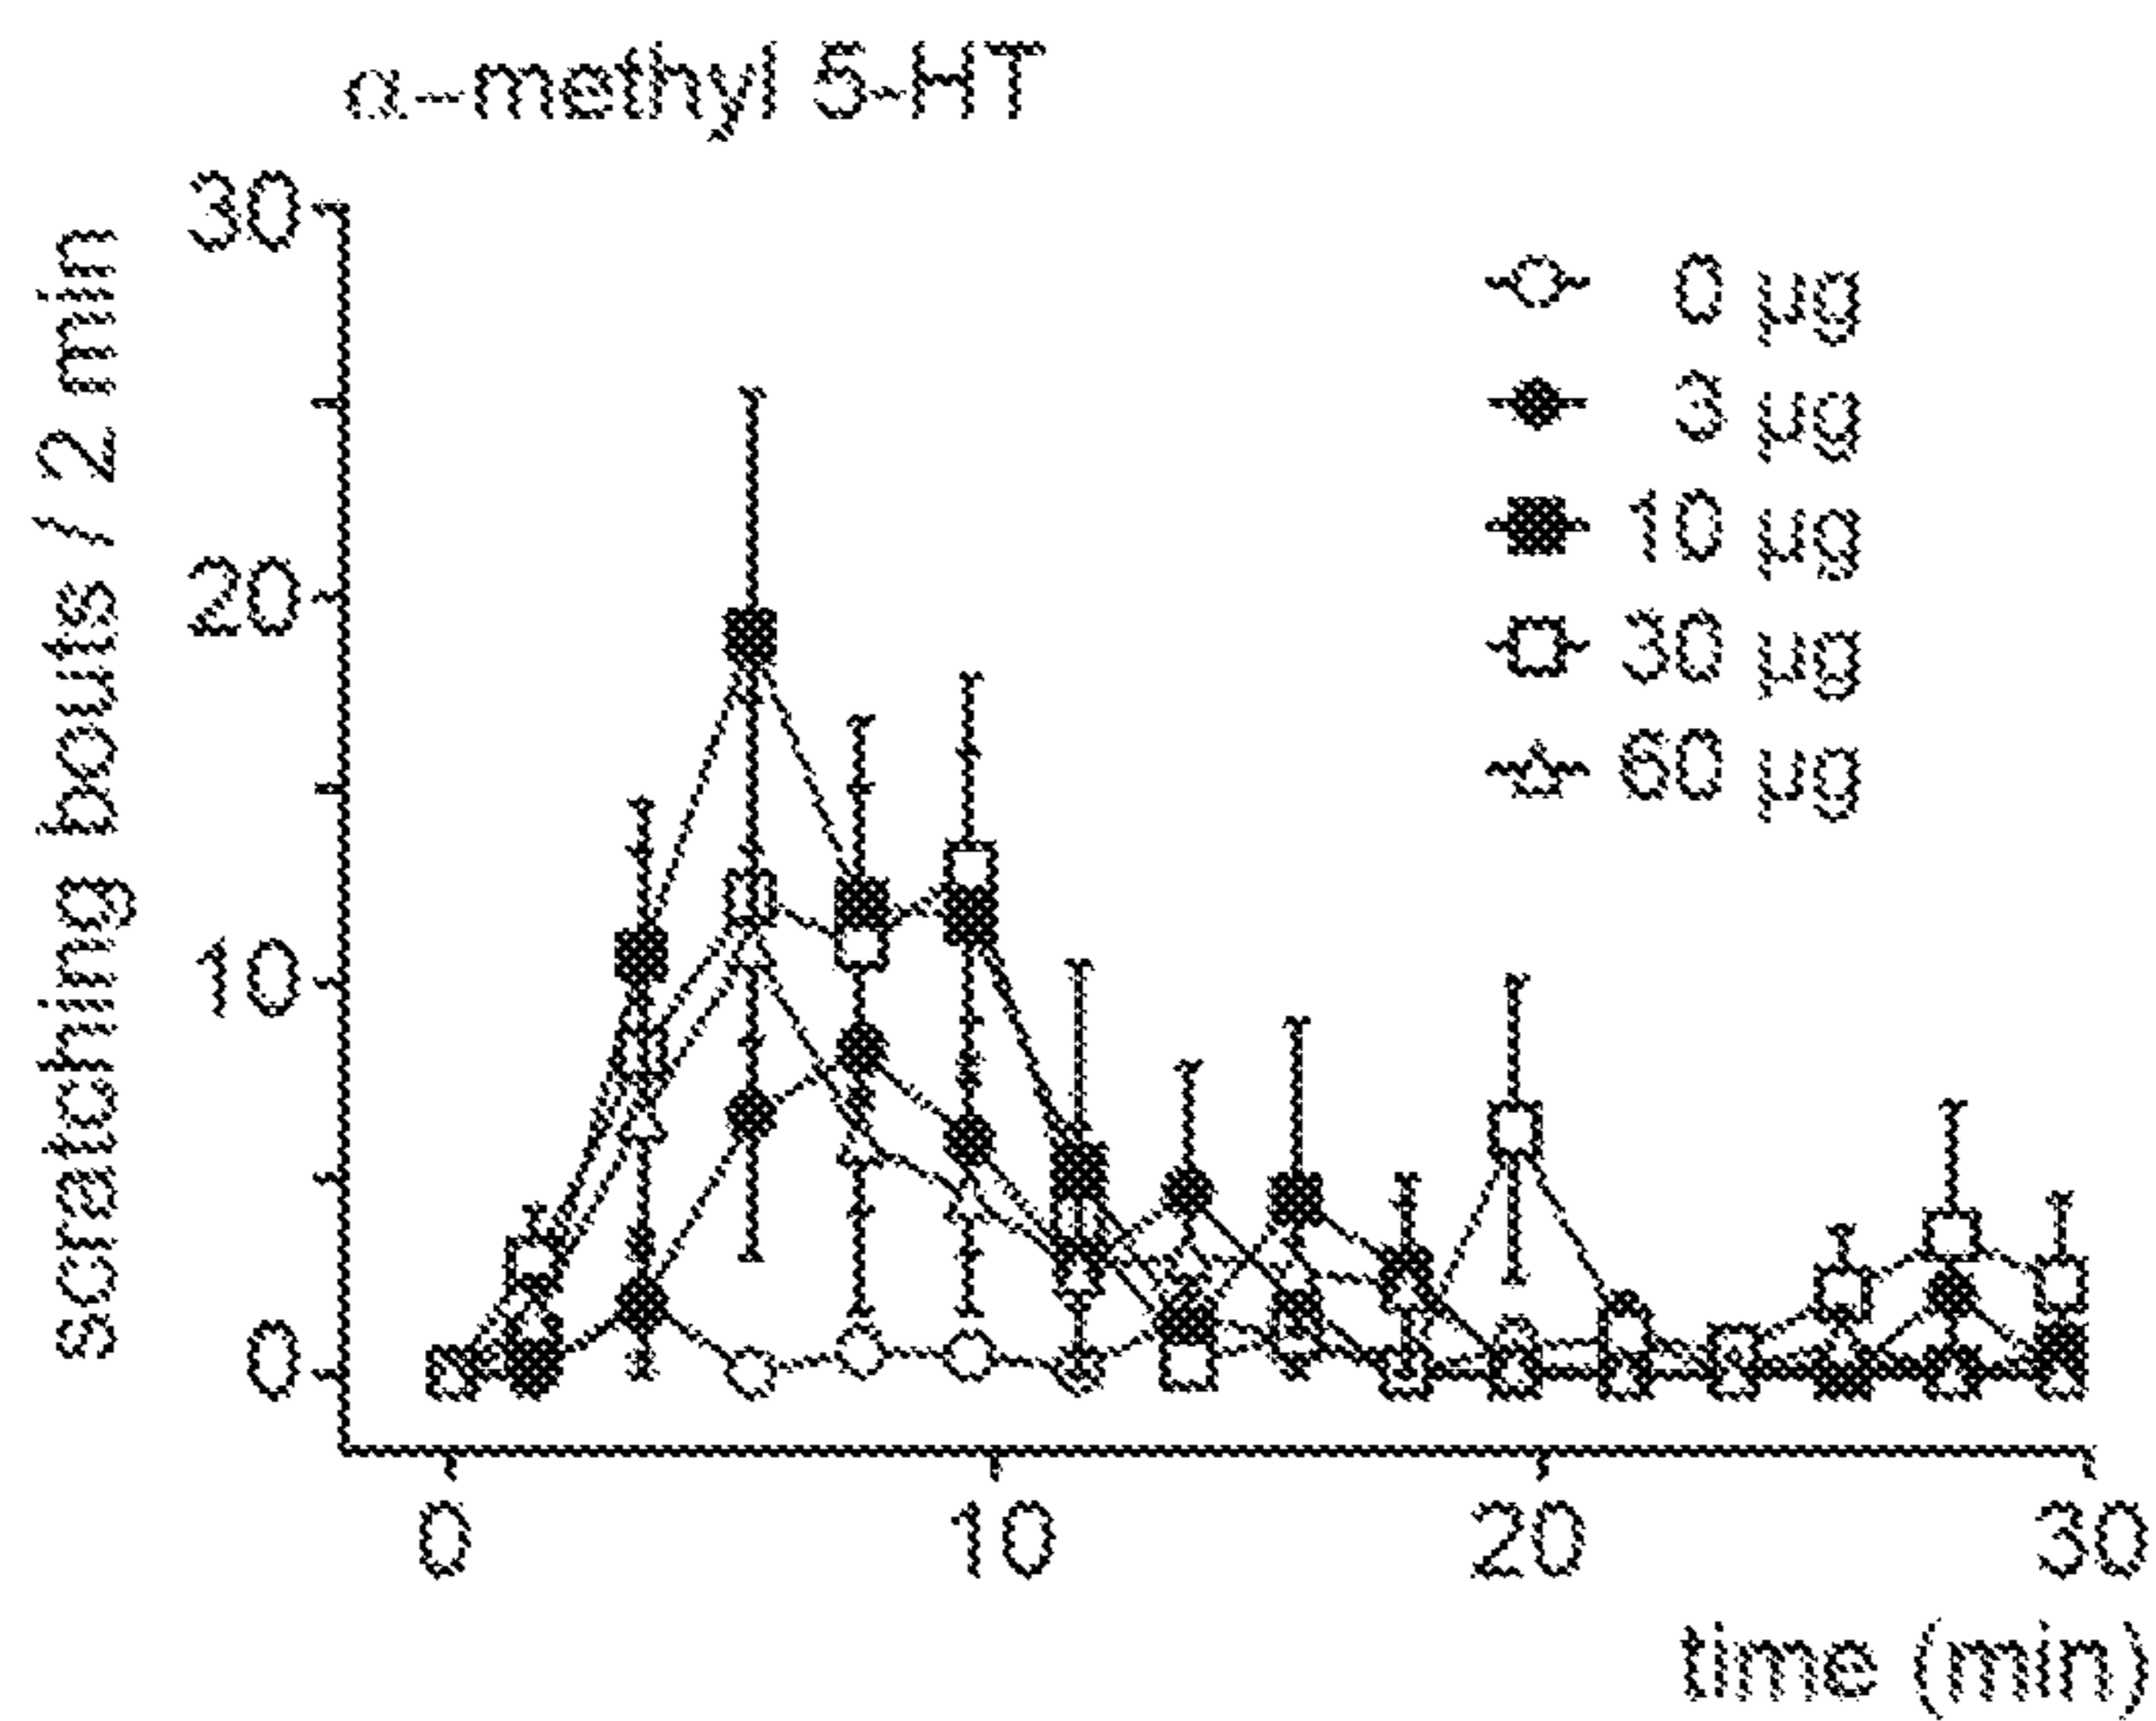 α-methyl 5-HT
scratching bouts / 2 min
30
20
10
0
0 μg
3 μg
10 μg
30 μg
60 μg
0 10 20 30
time (min)